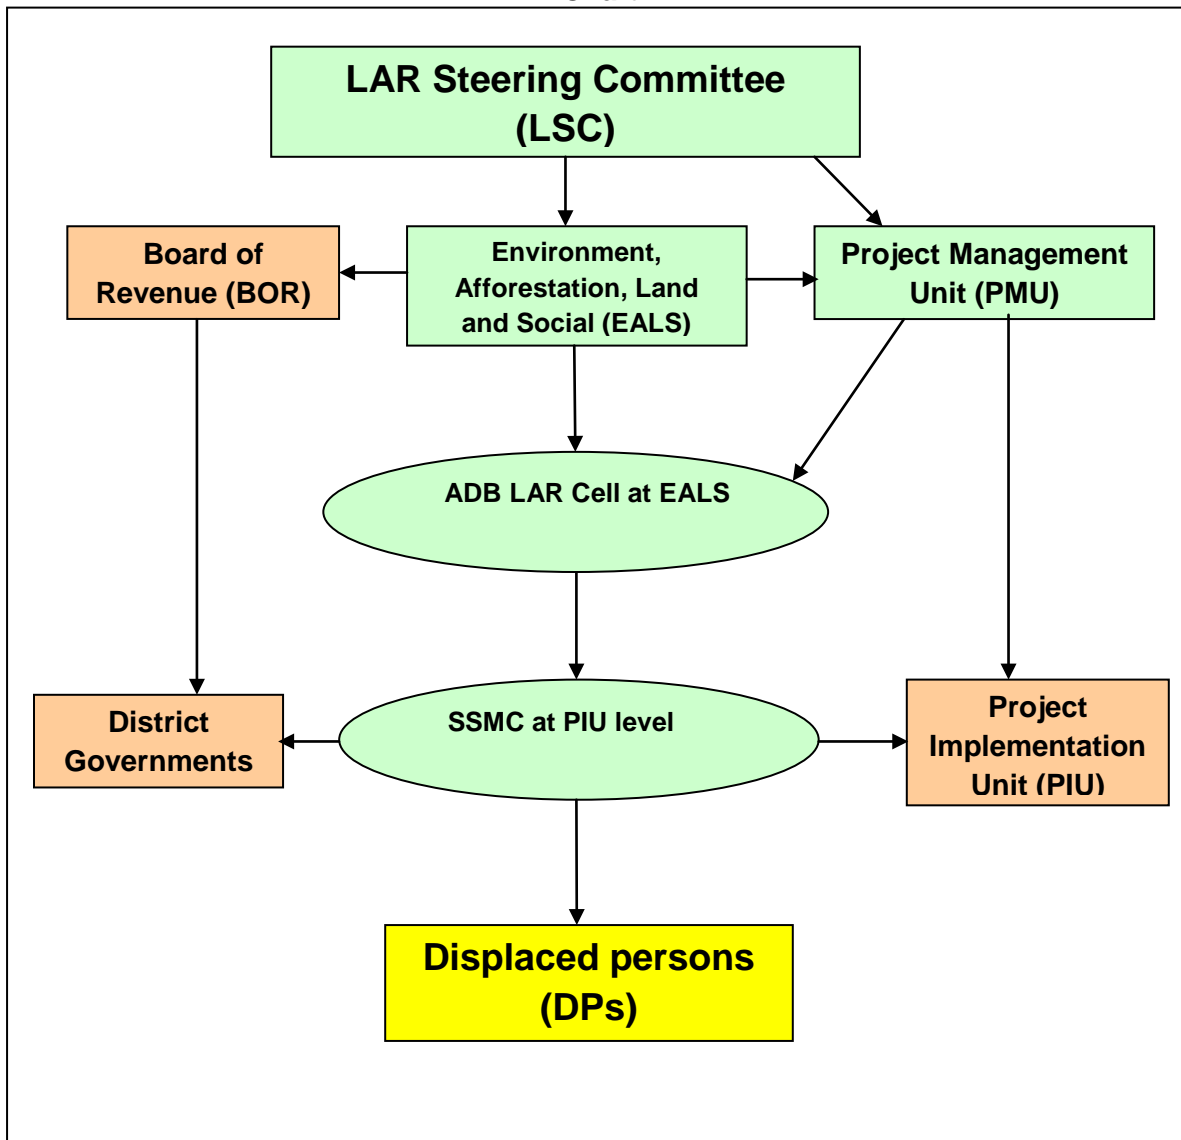 LAR Steering Committee
(LSC)
Board of
Revenue (BOR)
Environment,
Afforestation, Land
and Social (EALS)
Project Management
Unit (PMU)
ADB LAR Cell at EALS
District
Governments
SSMC at PIU level
Project
Implementation
Unit (PIU)
Displaced persons
(DPs)